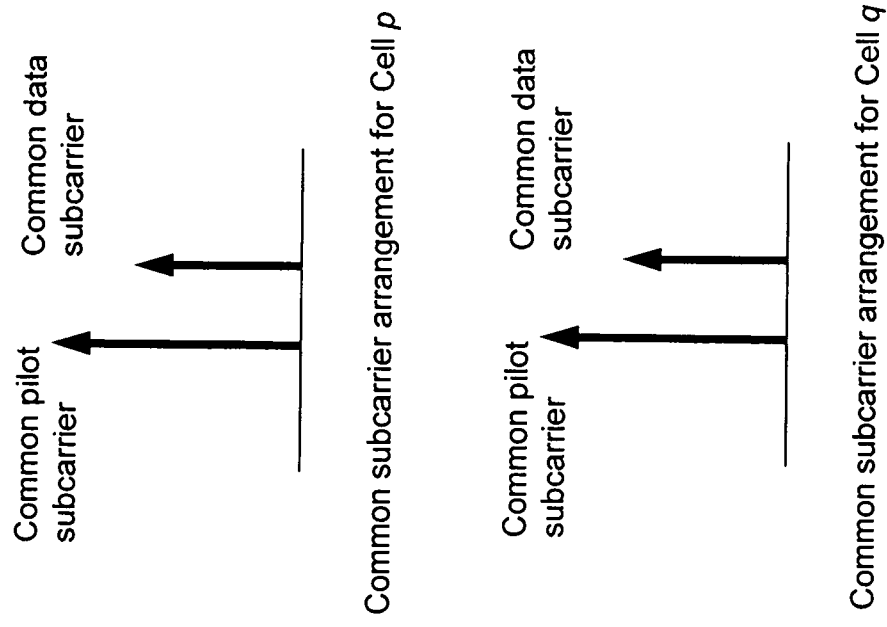 Common pilot
subcarrier
Common data
subcarrier
Common subcarrier arrangement for Cell p
Common pilot
subcarrier
Common data
subcarrier
Common subcarrier arrangement for Cell q